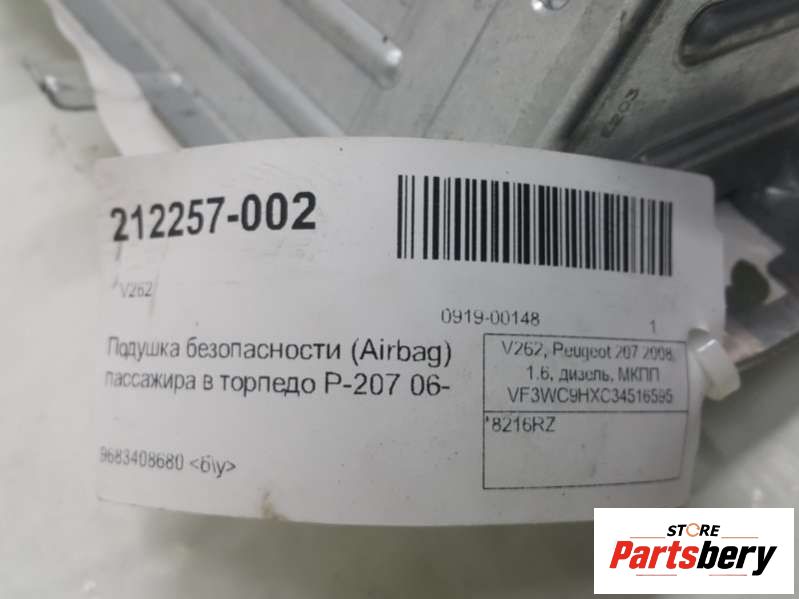 E203
212257-002
V262
0919-00148 1
Подушка безопасности (Airbag)
пассажира в торпедо P-207 06-
9683408680 <б\у>
V262, Peugeot 207 2008,
1.6, дизель, МКПП
VF3WC9HXC34516595
*8216RZ
STORE
Partsbery